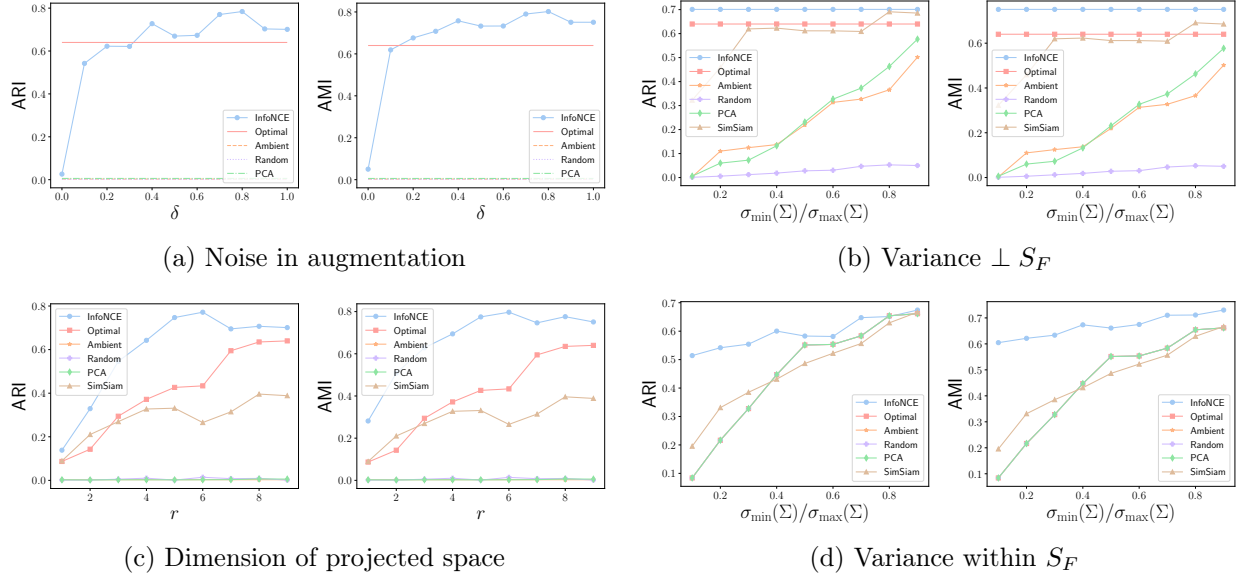 ARI
0.8
0.6
0.4
0.2
0.0
InfoNCE
Optimal
Ambient
Random
PCA
0.0 0.2 0.4 0.6 0.8 1.0
δ
AMI
0.8
0.6
0.4
0.2
0.0
InfoNCE
Optimal
Ambient
Random
PCA
0.0 0.2 0.4 0.6 0.8 1.0
δ
(a) Noise in augmentation
ARI
0.7
0.6
0.5
0.4
0.3
0.2
0.1
0.0
InfoNCE
Optimal
Ambient
Random
PCA
SimSiam
0.2 0.4 0.6 0.8
σmin(Σ)/σmax(Σ)
AMI
0.7
0.6
0.5
0.4
0.3
0.2
0.1
0.0
InfoNCE
Optimal
Ambient
Random
PCA
SimSiam
0.2 0.4 0.6 0.8
σmin(Σ)/σmax(Σ)
(b) Variance ⊥ S_F
ARI
0.8
0.6
0.4
0.2
0.0
InfoNCE
Optimal
Ambient
Random
PCA
SimSiam
2 4 6 8
r
AMI
0.8
0.6
0.4
0.2
0.0
InfoNCE
Optimal
Ambient
Random
PCA
SimSiam
2 4 6 8
r
(c) Dimension of projected space
ARI
0.7
0.6
0.5
0.4
0.3
0.2
0.1
InfoNCE
Optimal
Ambient
Random
PCA
SimSiam
0.2 0.4 0.6 0.8
σmin(Σ)/σmax(Σ)
AMI
0.7
0.6
0.5
0.4
0.3
0.2
0.1
InfoNCE
Optimal
Ambient
Random
PCA
SimSiam
0.2 0.4 0.6 0.8
σmin(Σ)/σmax(Σ)
(d) Variance within S_F